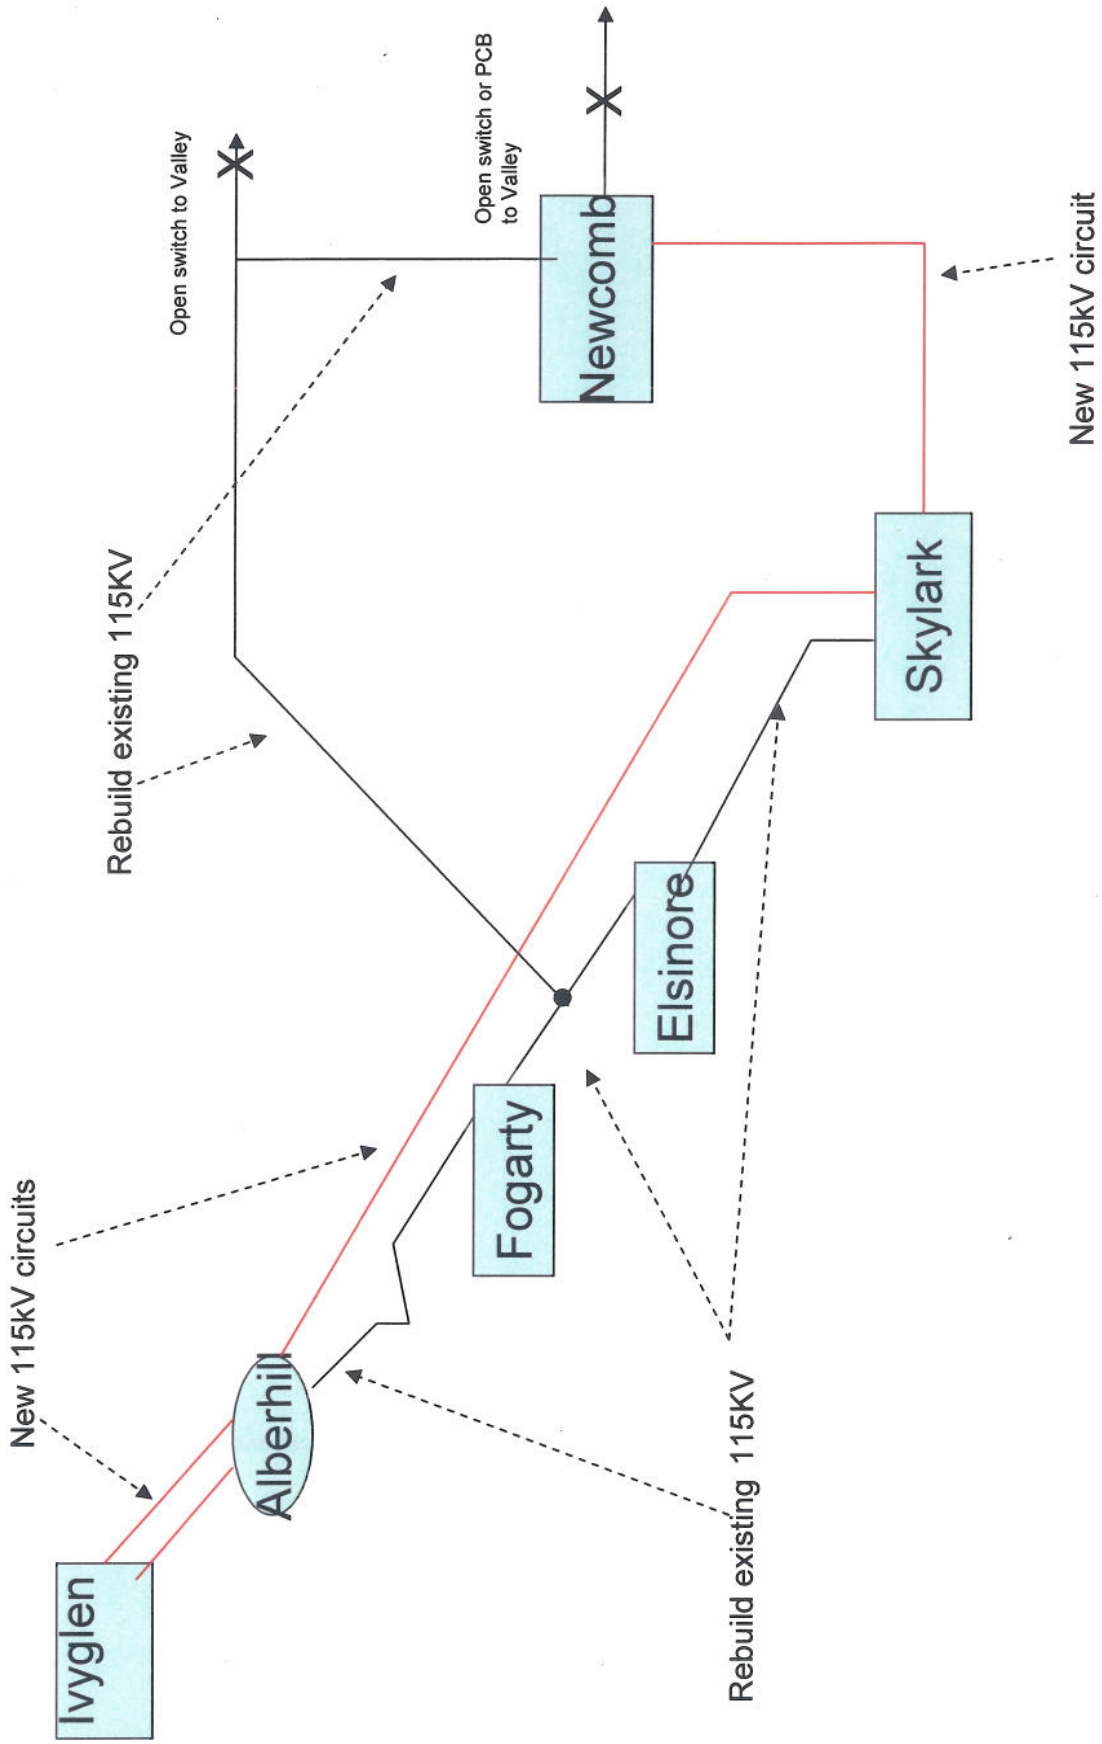 New 115kV circuits
Ivyglen
Rebuild existing 115KV
Open switch to Valley
Alberhill
Open switch or PCB
to Valley
X
X
Fogarty
Newcomb
Elsinore
Rebuild existing 115KV
Skylark
New 115kV circuit